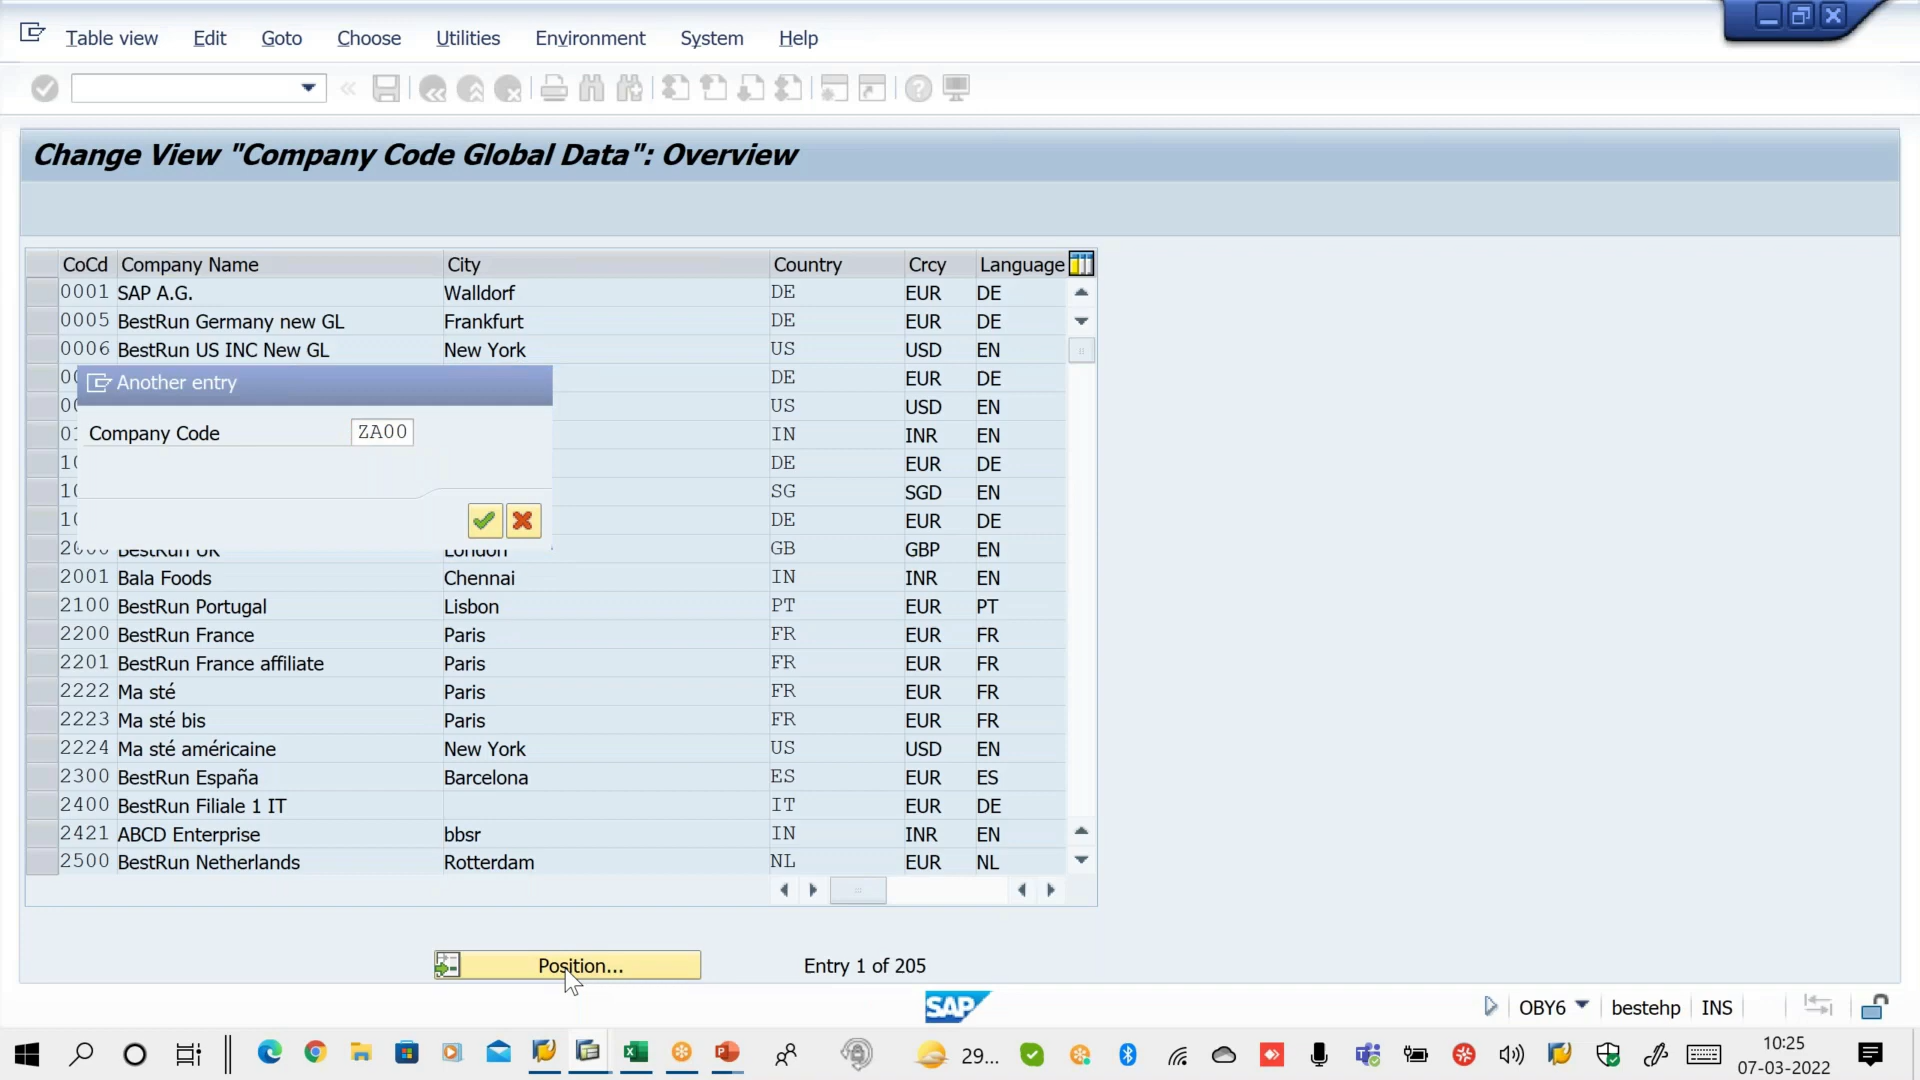 Table view Edit Goto Choose Utilities Environment System Help
Change View "Company Code Global Data": Overview
CoCd Company Name City Country Crcy Language
0001 SAP A.G. Walldorf DE EUR DE
0005 BestRun Germany new GL Frankfurt DE EUR DE
0006 BestRun US INC New GL New York US USD EN
DE EUR DE
Another entry
US USD EN
Company Code ZA00
IN INR EN
DE EUR DE
SG SGD EN
DE EUR DE
BestRun UK London GB GBP EN
2001 Bala Foods Chennai IN INR EN
2100 BestRun Portugal Lisbon PT EUR PT
2200 BestRun France Paris FR EUR FR
2201 BestRun France affiliate Paris FR EUR FR
2222 Ma sté Paris FR EUR FR
2223 Ma sté bis Paris FR EUR FR
2224 Ma sté américaine New York US USD EN
2300 BestRun España Barcelona ES EUR ES
2400 BestRun Filiale 1 IT IT EUR DE
2421 ABCD Enterprise bbsr IN INR EN
2500 BestRun Netherlands Rotterdam NL EUR NL
Position... Entry 1 of 205
SAP OBY6 bestehp INS
29... 10:25
07-03-2022